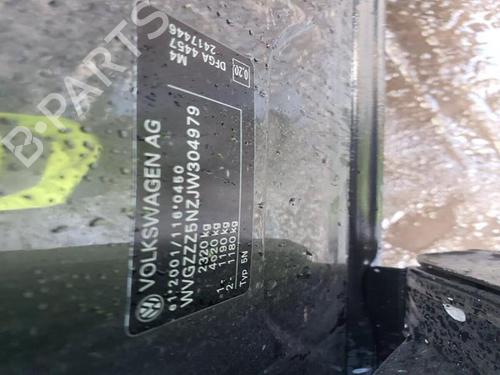 VOLKSWAGEN AG
e1*2001/116*0450
WVGZZZ5NZJW304979
2320 kg
4020 kg
1 - 1190 kg
2 - 1180 kg
Typ 5N
M4
DFGA 4457
2417446
0,20
B-PARTS